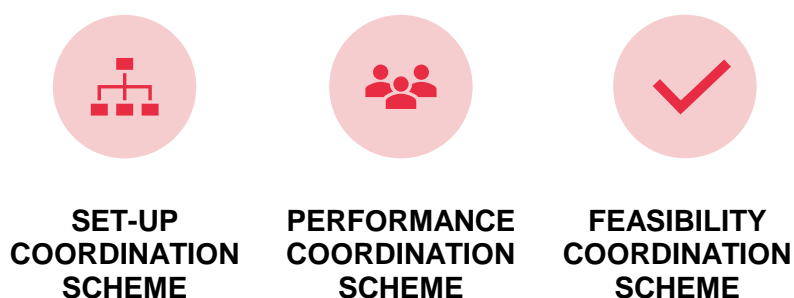 SET-UP
COORDINATION
SCHEME
PERFORMANCE
COORDINATION
SCHEME
FEASIBILITY
COORDINATION
SCHEME